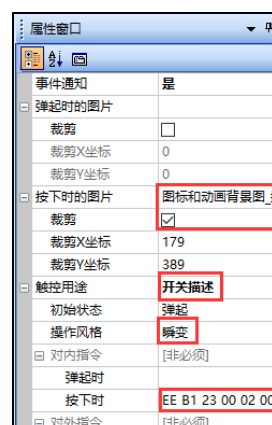 属性窗口
事件通知 是
弹起时的图片
裁剪
裁剪X坐标 0
裁剪Y坐标 0
按下时的图片 图标和动画背景图_
裁剪
裁剪X坐标 179
裁剪Y坐标 389
触控用途 开关描述
初始状态 弹起
操作风格 瞬变
对内指令 [非必须]
弹起时
按下时 EE B1 23 00 02 00
对外指令 [非必须]